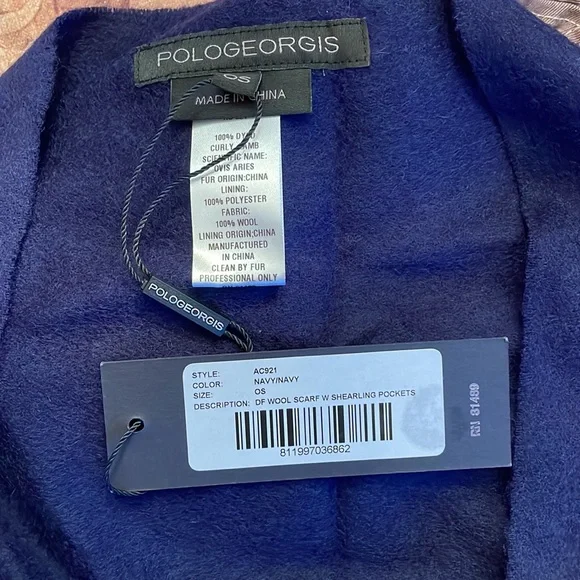 POLOGEORGIS
OS
MADE IN CHINA
100% DYED
CURLY LAMB
SCIENTIFIC NAME:
OVIS ARIES
FUR ORIGIN:CHINA
LINING:
100% POLYESTER
FABRIC:
100% WOOL
LINING ORIGIN;CHINA
MANUFACTURED
IN CHINA
CLEAN BY FUR
PROFESSIONAL ONLY
POLOGEORGIS
STYLE: AC921
COLOR: NAVY/NAVY
SIZE: OS
DESCRIPTION: DF WOOL SCARF W SHEARLING POCKETS
811997036862
RN 81489